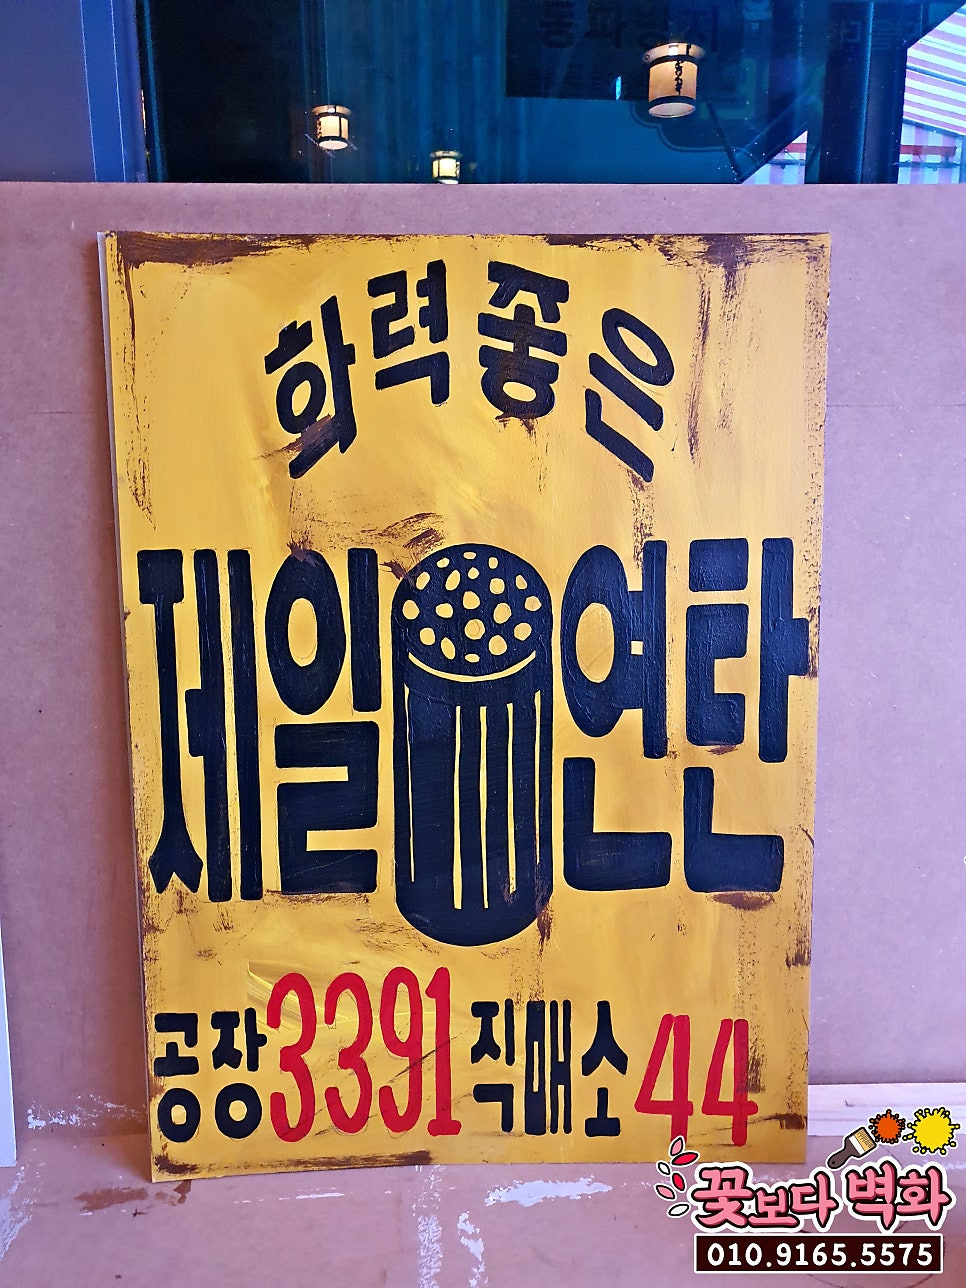 화력좋은
제일 연탄
공장3391 직매소44
꽃보다 벽화
010.9165.5575